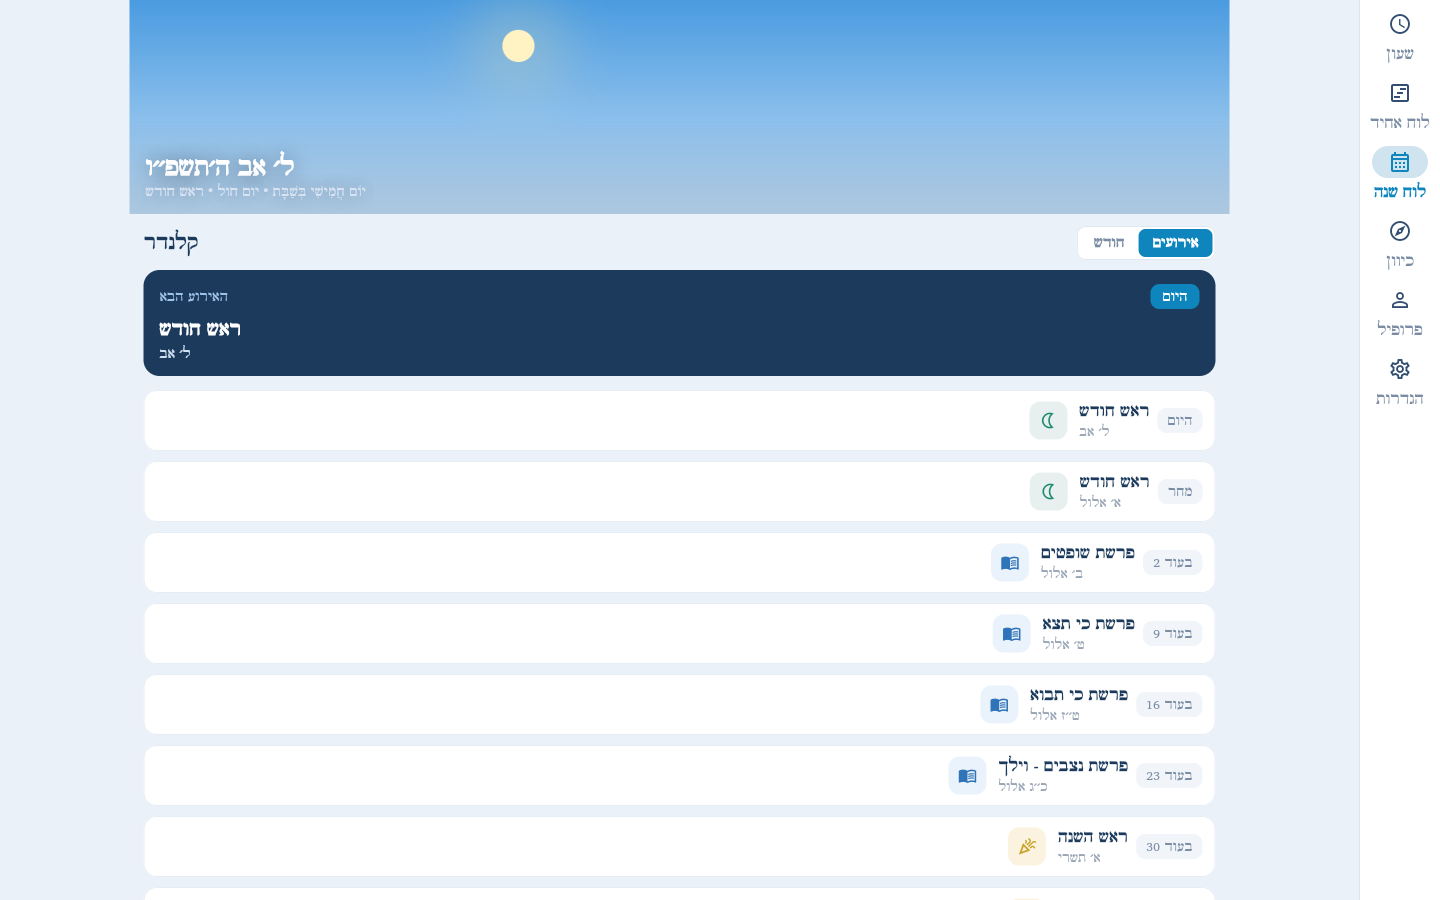 שעון
לוח אחיד
לוח שנה
כיוון
פרופיל
הגדרות
ל׳ אב ה׳תשפ״ו
יוֹם חֲמִישִׁי בְּשַׁבָּת • יום חול • ראש חודש
קלנדר
אירועים
חודש
היום
האירוע הבא
ראש חודש
ל׳ אב
היום
ראש חודש
ל׳ אב
מחר
ראש חודש
א׳ אלול
בעוד 2
פרשת שופטים
ב׳ אלול
בעוד 9
פרשת כי תצא
ט׳ אלול
בעוד 16
פרשת כי תבוא
ט״ז אלול
בעוד 23
פרשת נצבים - וילך
כ״ג אלול
בעוד 30
ראש השנה
א׳ תשרי